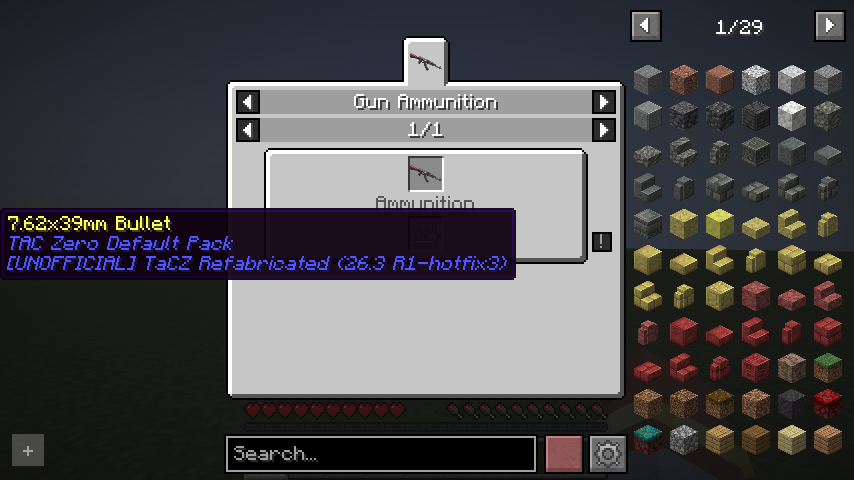 1/29
Gun Ammunition
1/1
Ammunition
7.62x39mm Bullet
TAC Zero Default Pack
[UNOFFICIAL] TaCZ Refabricated (26.3 R1-hotfix3)
!
+
Search...